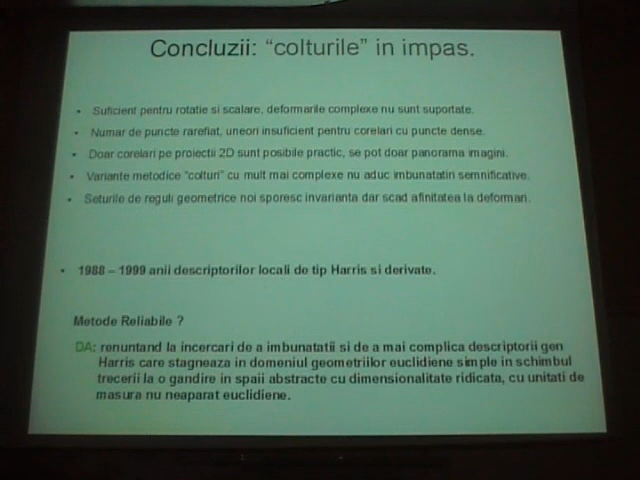 Concluzii: “colturile” in impas.
• Suficient pentru rotatie si scalare, deformarile complexe nu sunt suportate.
• Numar de puncte rarefiat, uneori insuficient pentru corelari cu puncte dense.
• Doar corelari pe proiectii 2D sunt posibile practic, se pot doar panorama imagini.
• Variante metodice “colturi” cu mult mai complexe nu aduc imbunatatiri semnificative.
• Seturile de reguli geometrice noi sporesc invarianta dar scad afinitatea la deformari.
• 1988 – 1999 anii descriptorilor locali de tip Harris si derivate.
Metode Reliabile ?
DA: renuntand la incercari de a imbunatatii si de a mai complica descriptorii gen
Harris care stagneaza in domeniul geometriilor euclidiene simple in schimbul
trecerii la o gandire in spaii abstracte cu dimensionalitate ridicata, cu unitati de
masura nu neaparat euclidiene.